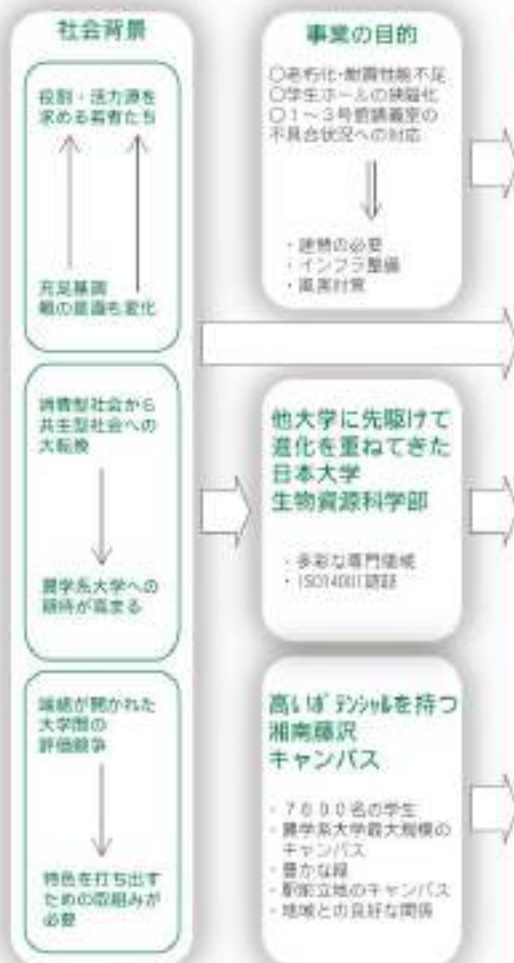 社会背景
役割・活力源を
求める若者たち
充足基調
親の意識も変化
消費型社会から
共生型社会への
大転換
農学系大学への
期待が高まる
端緒が開かれた
大学間の
評価競争
特色を打ち出す
ための取組みが
必要
事業の目的
○老朽化・耐震性能不足
○学生ホールの狭隘化
○1~3号館講義室の
不具合状況への対応
・建替の必要
・インフラ整備
・風害対策
他大学に先駆けて
進化を重ねてきた
日本大学
生物資源科学部
・多彩な専門領域
・ISO14001認証
高いポテンシャルを持つ
湘南藤沢
キャンパス
・名の学生
・農学系大学最大規模の
キャンパス
・豊かな緑
・駅前立地のキャンパス
・地域との良好な関係